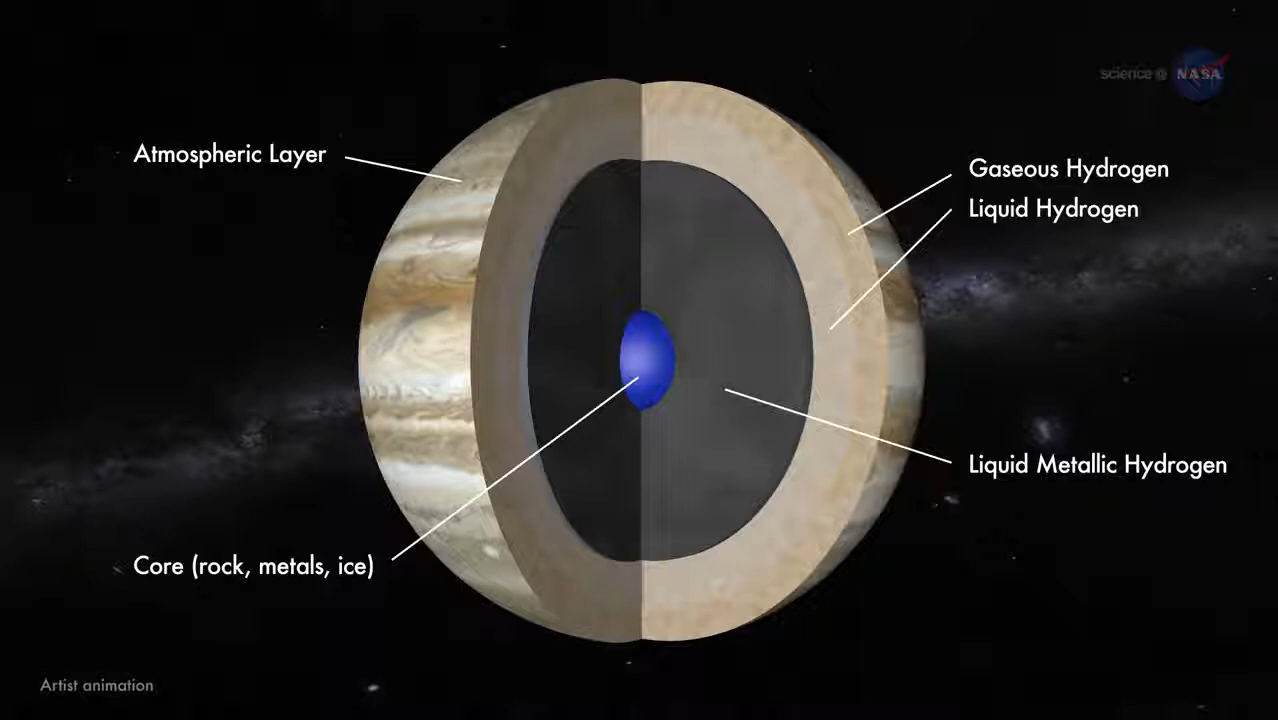 science @ NASA
Atmospheric Layer
Gaseous Hydrogen
Liquid Hydrogen
Liquid Metallic Hydrogen
Core (rock, metals, ice)
Artist animation